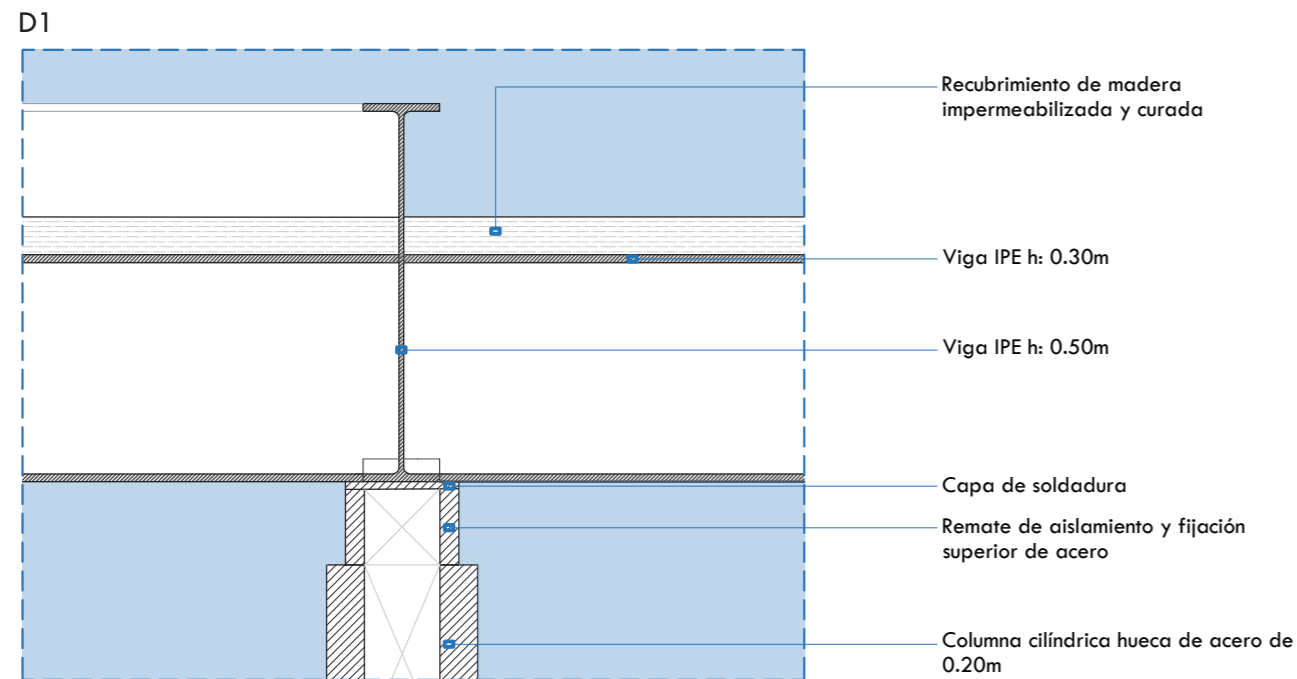 D1
Recubrimiento de madera
impermeabilizada y curada
Viga IPE h: 0.30m
Viga IPE h: 0.50m
Capa de soldadura
Remate de aislamiento y fijación
superior de acero
Columna cilíndrica hueca de acero de
0.20m